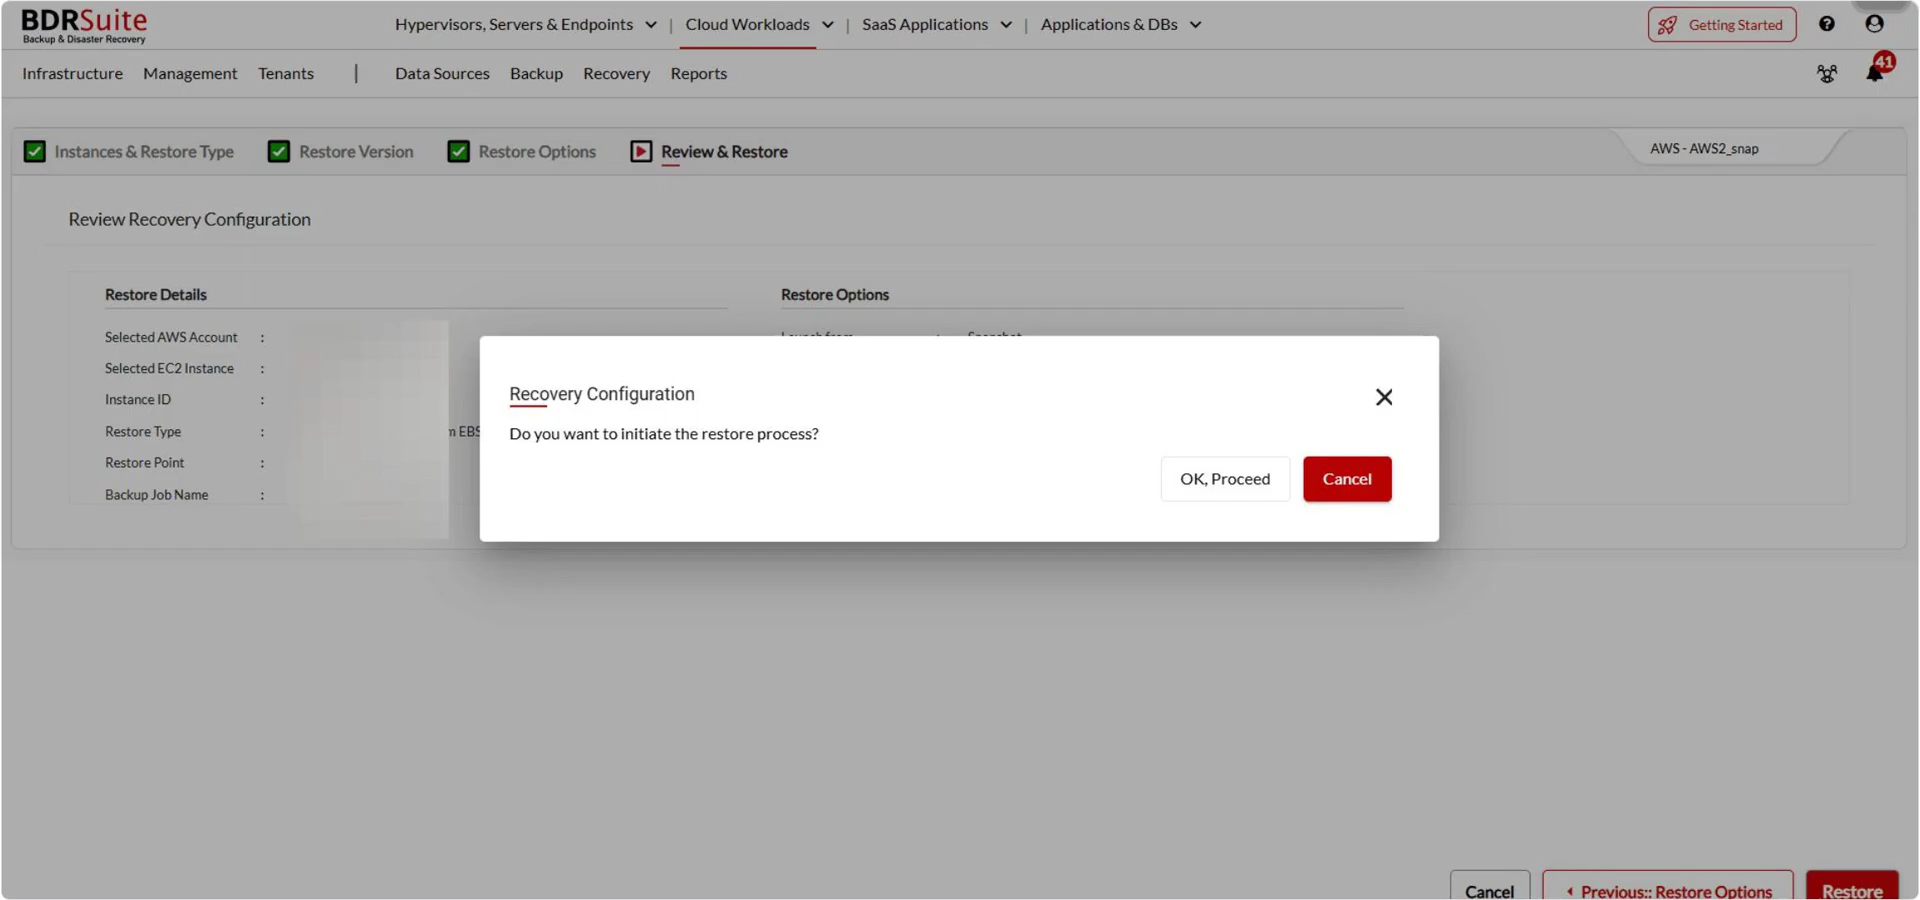 BDRSuite
Backup & Disaster Recovery
Hypervisors, Servers & Endpoints | Cloud Workloads | SaaS Applications | Applications & DBs
Getting Started
Infrastructure Management Tenants | Data Sources Backup Recovery Reports
41
Instances & Restore Type Restore Version Restore Options Review & Restore
AWS - AWS2_snap
Review Recovery Configuration
Restore Details Restore Options
Selected AWS Account :
Selected EC2 Instance :
Instance ID :
Restore Type : EBS
Restore Point :
Backup Job Name :
Recovery Configuration
Do you want to initiate the restore process?
OK, Proceed Cancel
Cancel Previous:: Restore Options Restore